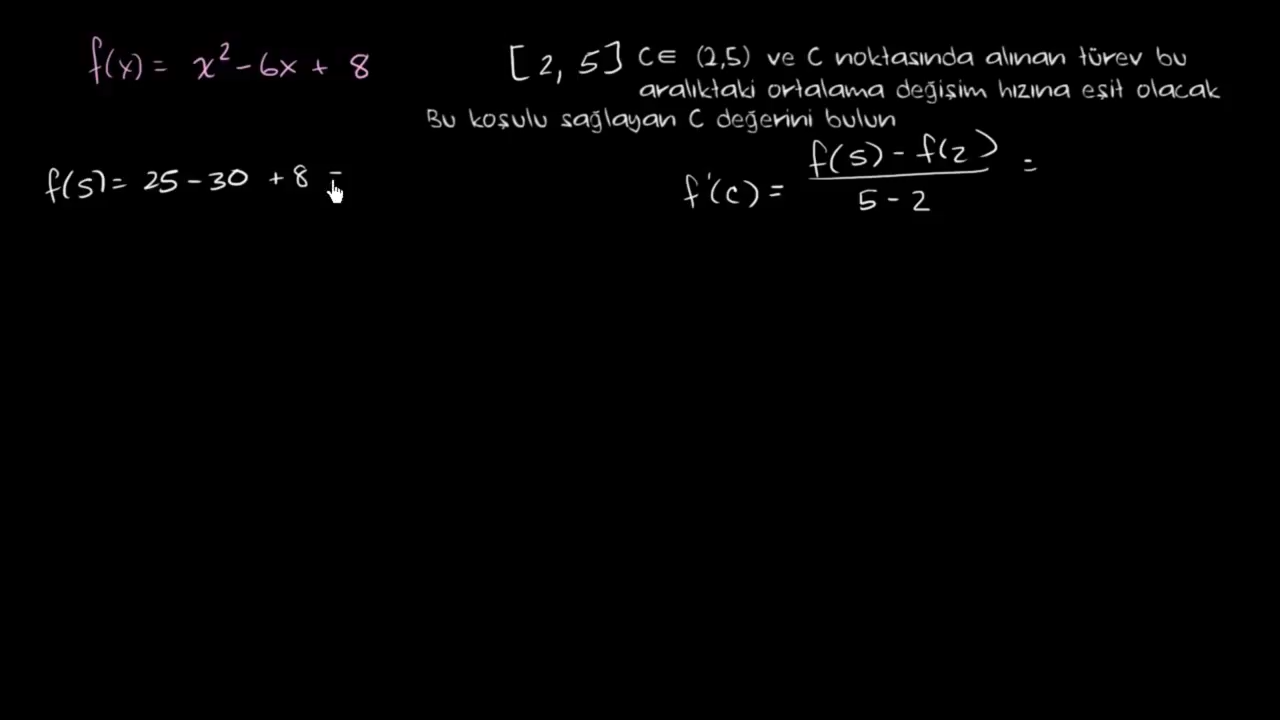 f(x) = x² - 6x + 8
[2, 5] C∈ (2,5) ve C noktasında alınan türev bu
aralıktaki ortalama değişim hızına eşit olacak
Bu koşulu sağlayan C değerini bulun
f(5) = 25 - 30 + 8 =
f'(c) = f(5) - f(2) / 5 - 2 =